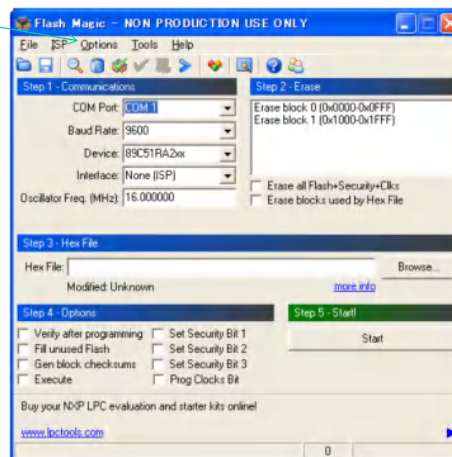 Flash Magic - NON PRODUCTION USE ONLY
File ISP Options Tools Help
Step 1 - Communications
COM Port: COM 1
Baud Rate: 9600
Device: 89C51RA2xx
Interface: None (ISP)
Oscillator Freq. (MHz): 16.000000
Step 2 - Erase
Erase block 0 (0x0000-0x0FFF)
Erase block 1 (0x1000-0x1FFF)
Erase all Flash+Security+Clks
Erase blocks used by Hex File
Step 3 - Hex File
Hex File: Browse...
Modified: Unknown more info
Step 4 - Options
Verify after programming Set Security Bit 1
Fill unused Flash Set Security Bit 2
Gen block checksums Set Security Bit 3
Execute Prog Clocks Bit
Step 5 - Start!
Start
Buy your NXP LPC evaluation and starter kits online!
www.lpctools.com
0